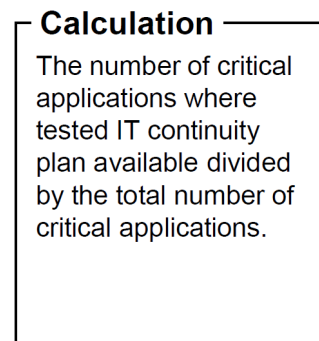 Calculation
The number of critical
applications where
tested IT continuity
plan available divided
by the total number of
critical applications.